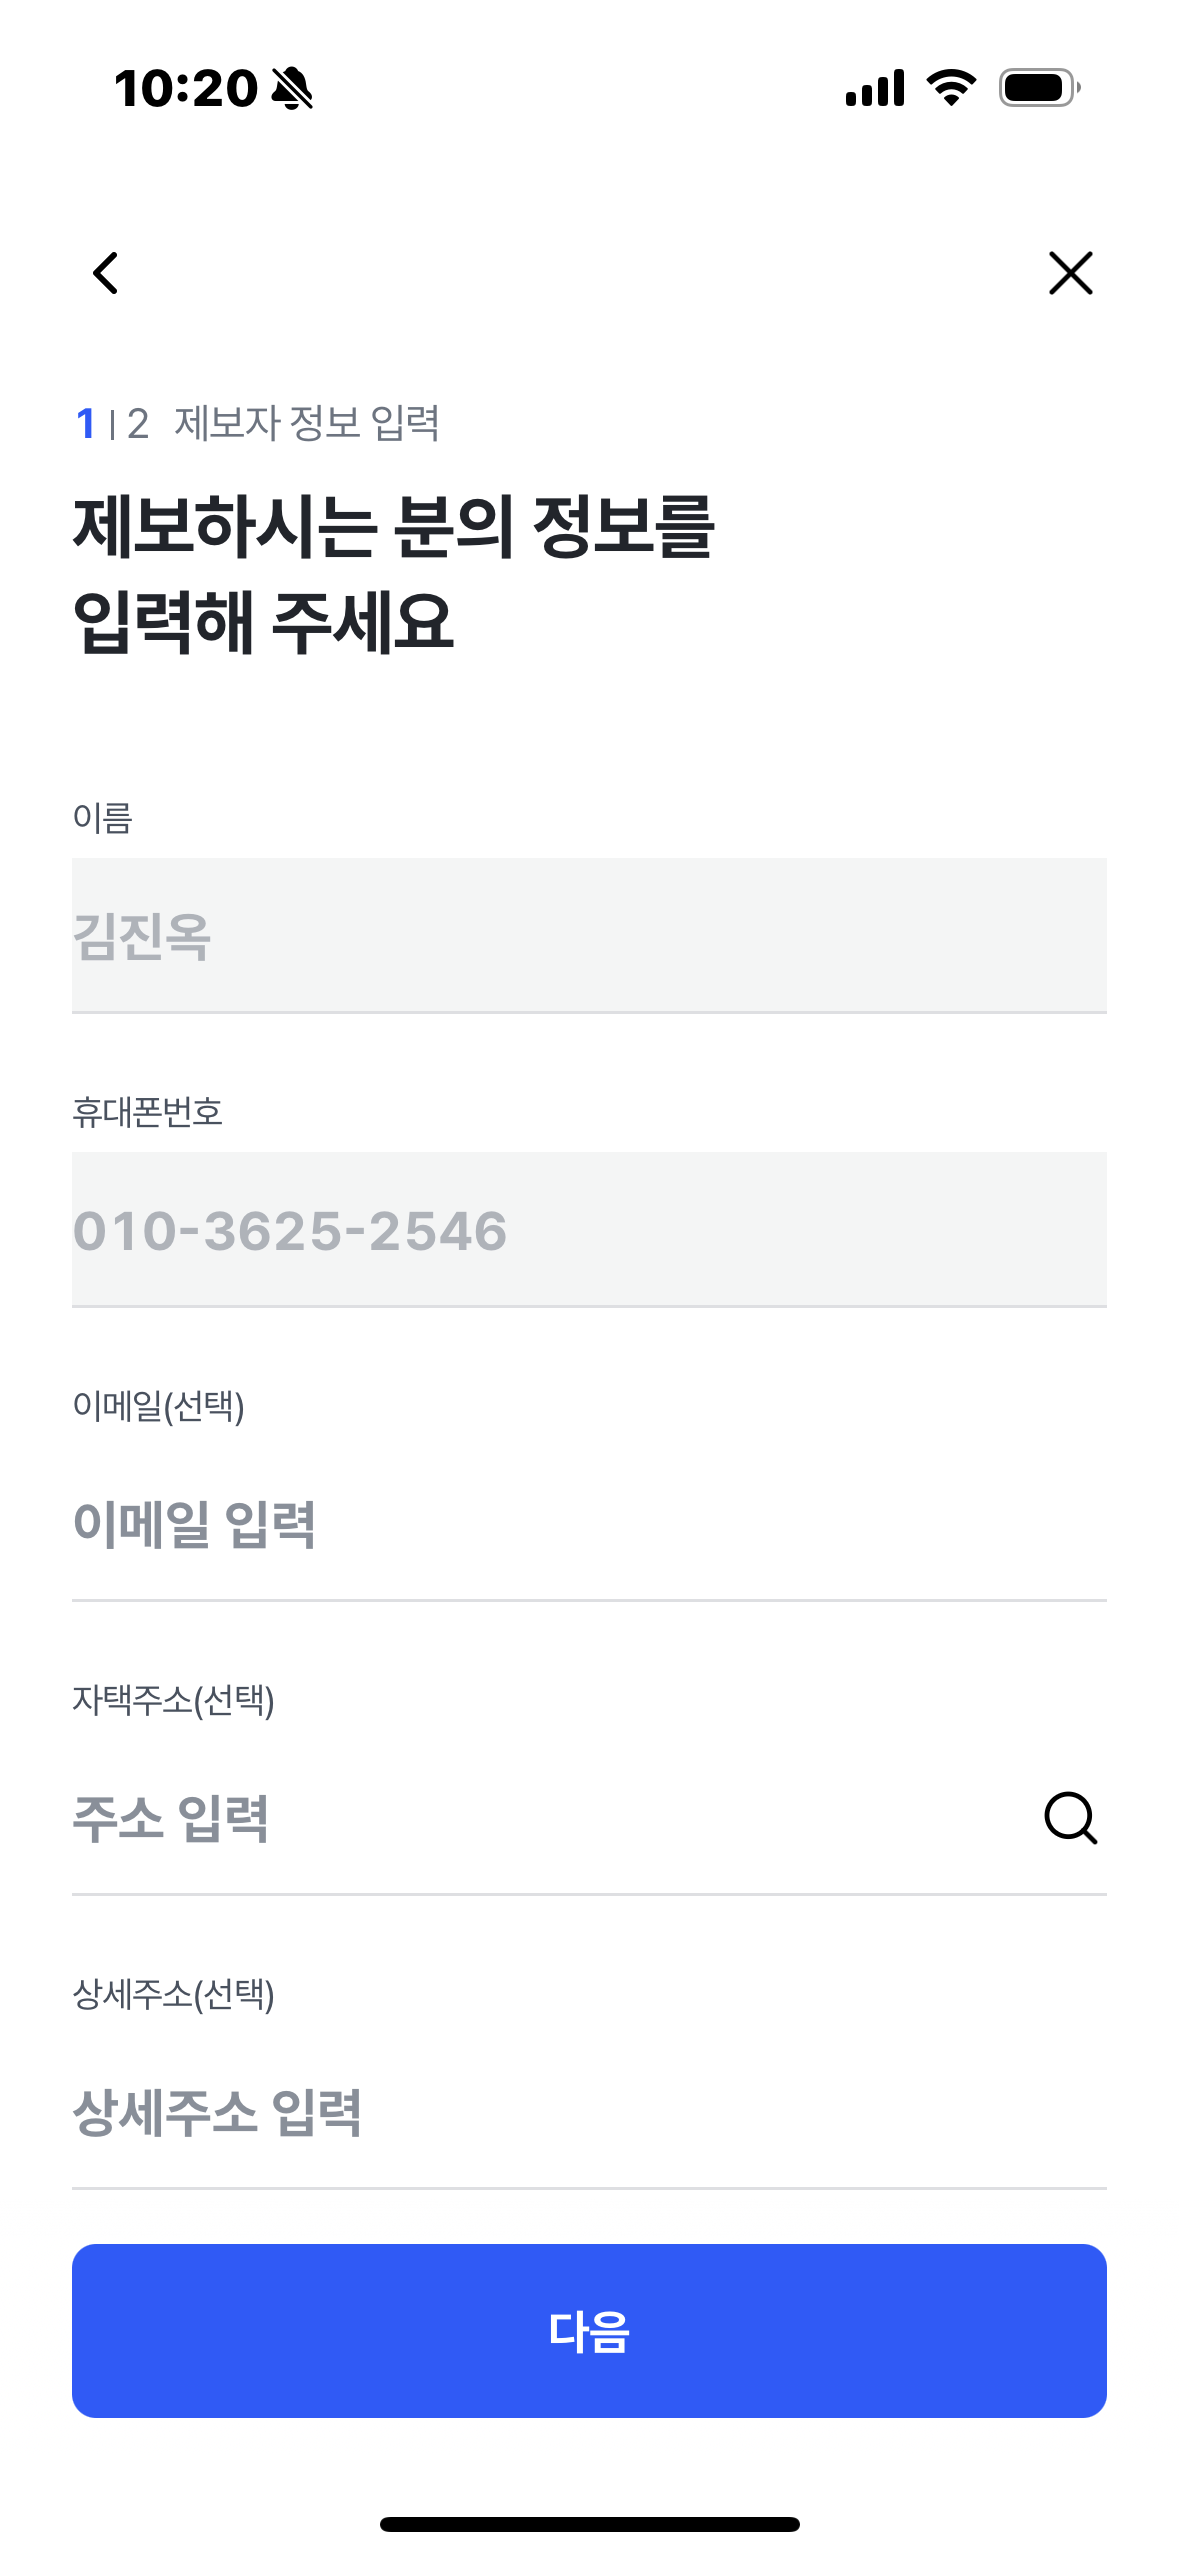 10:20
1 | 2 제보자 정보 입력
제보하시는 분의 정보를
입력해 주세요
이름
김진옥
휴대폰번호
010-3625-2546
이메일(선택)
이메일 입력
자택주소(선택)
주소 입력
상세주소(선택)
상세주소 입력
다음